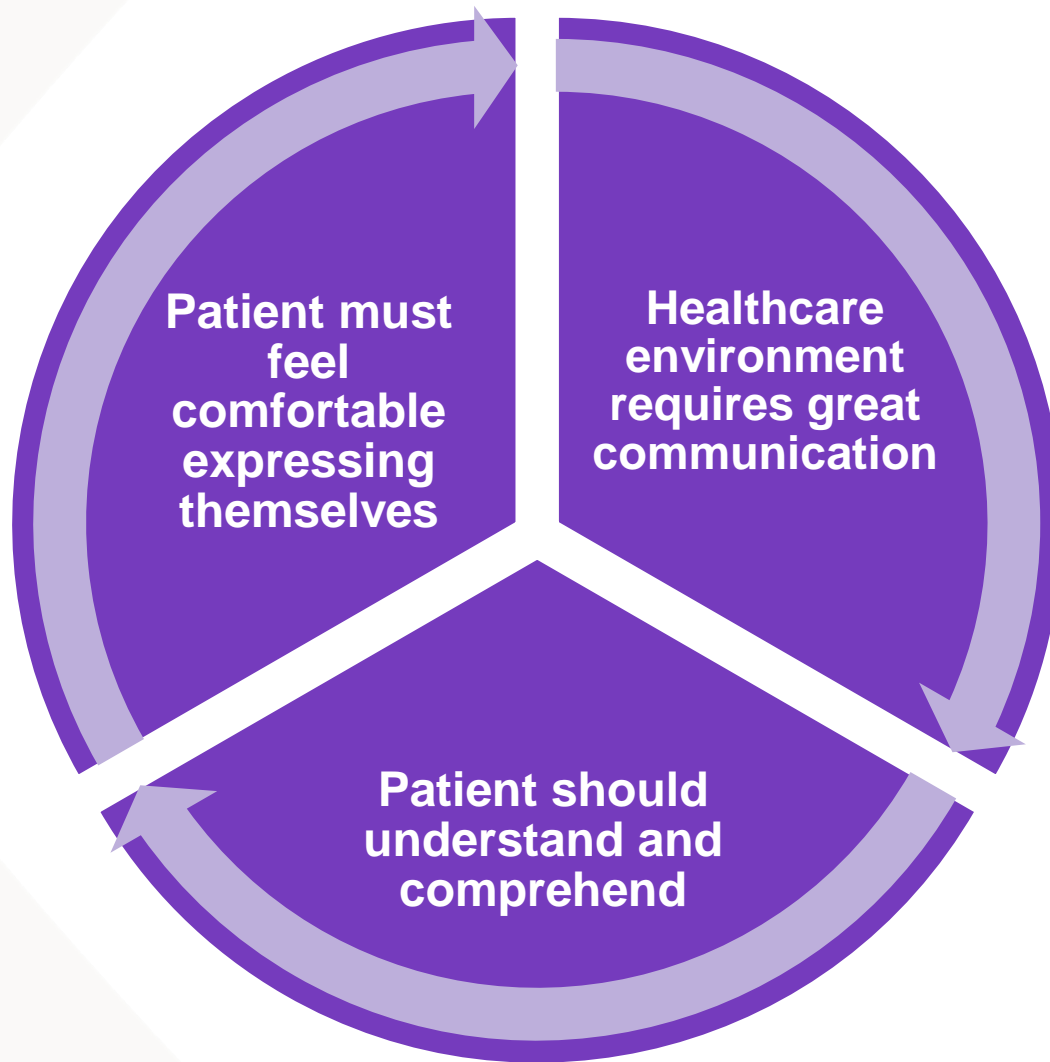 Patient must
feel
comfortable
expressing
themselves
Healthcare
environment
requires great
communication
Patient should
understand and
comprehend